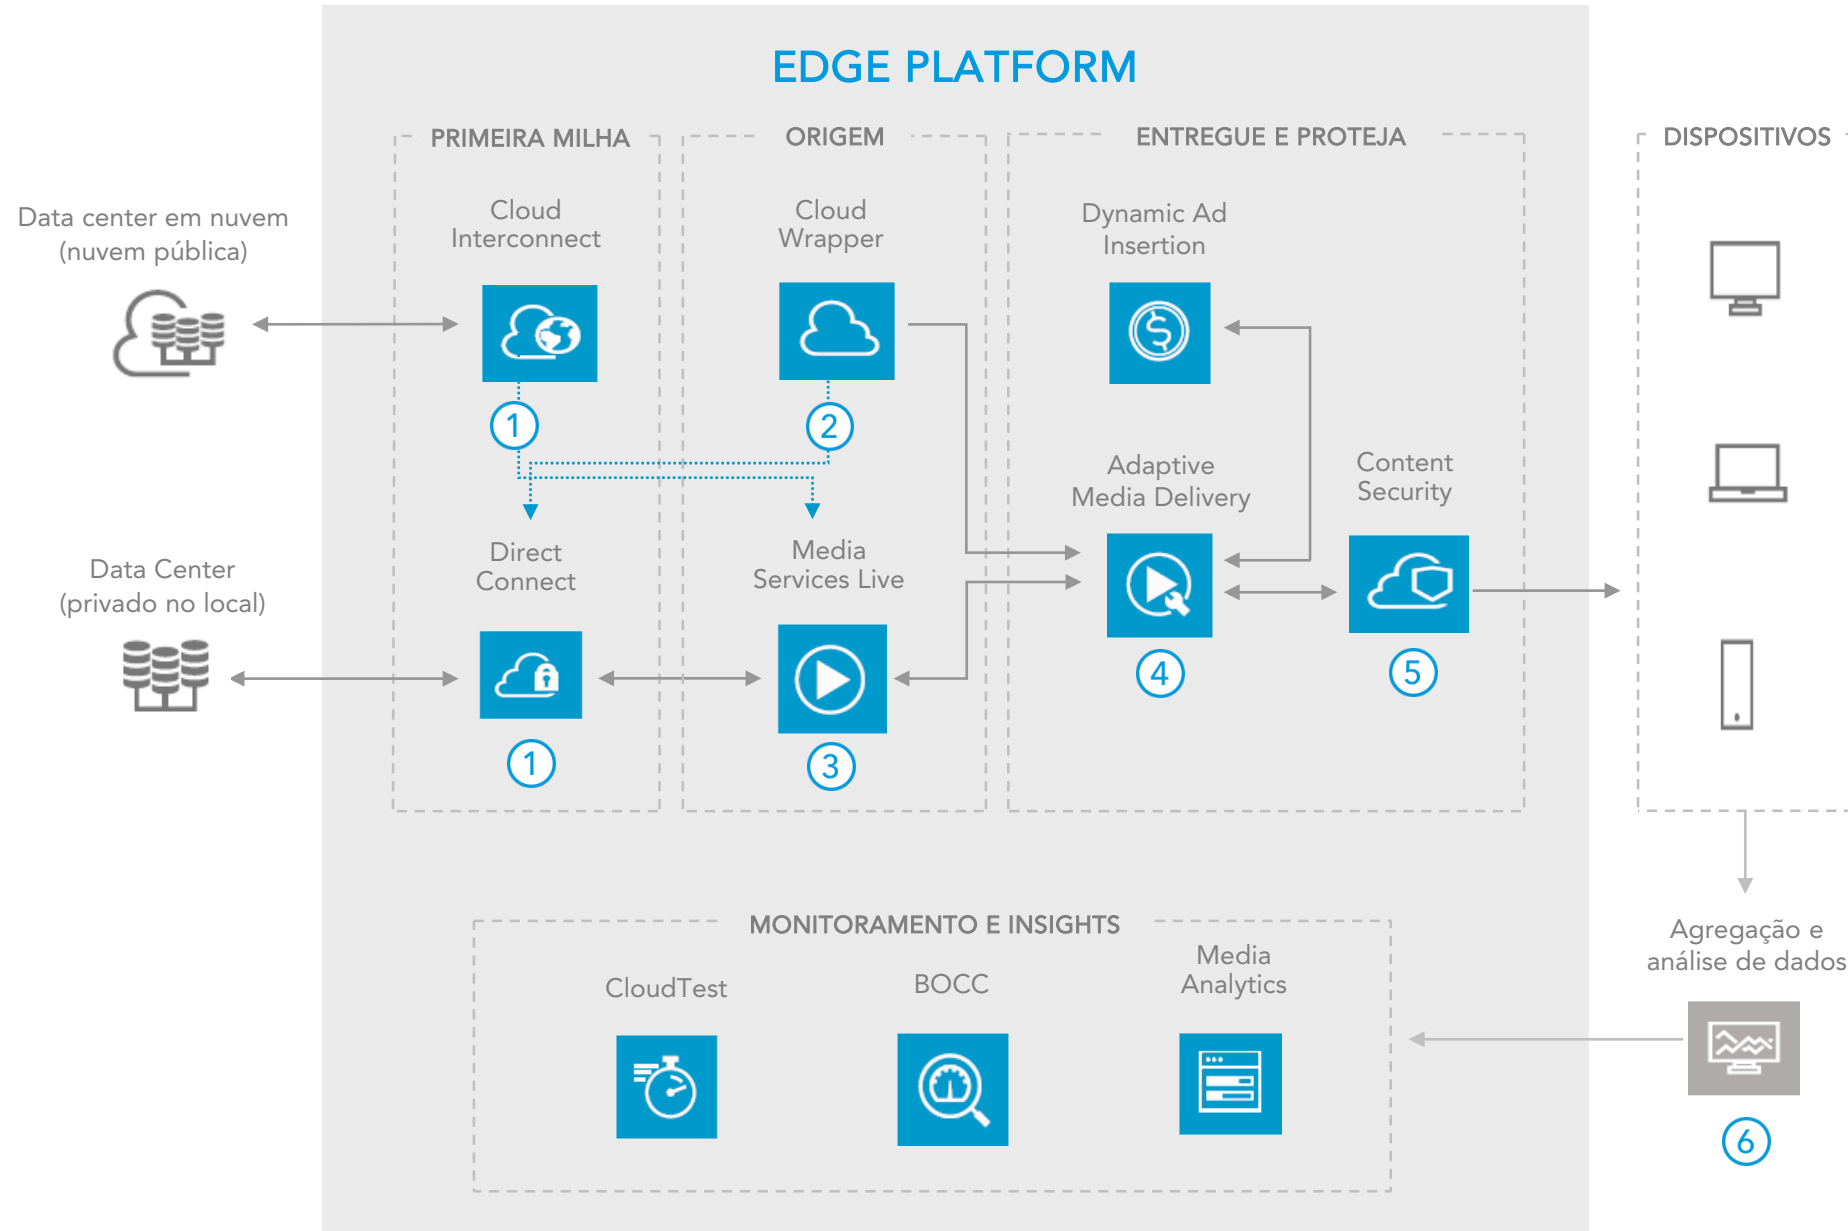 EDGE PLATFORM
PRIMEIRA MILHA
ORIGEM
ENTREGUE E PROTEJA
DISPOSITIVOS
Data center em nuvem
(nuvem pública)
Cloud
Interconnect
Cloud
Wrapper
Dynamic Ad
Insertion
1
2
Adaptive
Media Delivery
Content
Security
Data Center
(privado no local)
Direct
Connect
Media
Services Live
4
5
1
3
MONITORAMENTO E INSIGHTS
CloudTest
BOCC
Media
Analytics
Agregação e
análise de dados
6